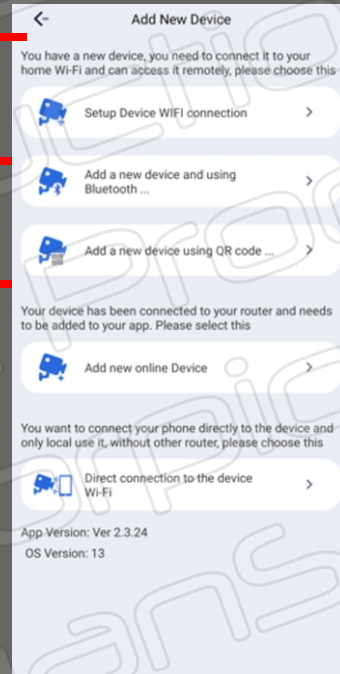 Add New Device
You have a new device, you need to connect it to your
home Wi-Fi and can access it remotely, please choose this
Setup Device WIFI connection
Add a new device and using
Bluetooth ...
Add a new device using QR code ...
Your device has been connected to your router and needs
to be added to your app. Please select this
Add new online Device
You want to connect your phone directly to the device and
only local use it, without other router, please choose this
Direct connection to the device
Wi-Fi
App Version: Ver 2.3.24
OS Version: 13